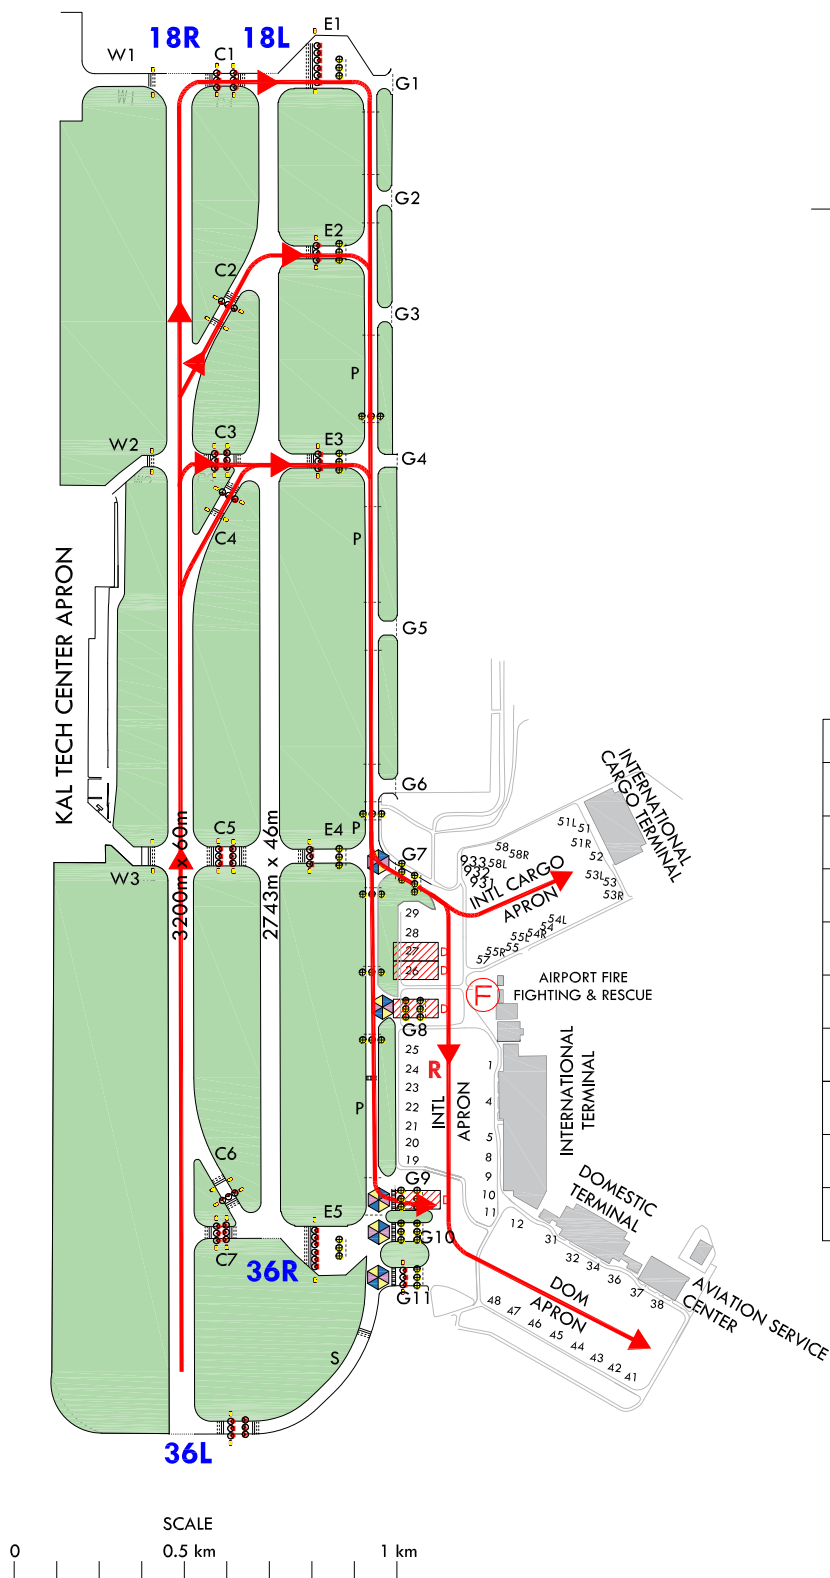 18R
18L
E1
W1
C1
G1
W1
G2
E2
C2
G3
P
C3
E3
W2
G4
C4
P
G5
KAL TECH CENTER APRON
INTERNATIONAL
CARGO TERMINAL
G6
3200m x 60m
2743m x 46m
C5
E4
P
G7
W3
51L
51
51R
52
53L
53
53R
58
58R
58L
933
932
931
INTL CARGO
APRON
54L
54
54R
55L
55
55R
57
29
28
27
26
AIRPORT FIRE
FIGHTING & RESCUE
F
G8
25
24
23
22
21
20
19
R
INTL
APRON
1
4
5
8
9
10
11
INTERNATIONAL
TERMINAL
P
C6
G9
E5
G10
C7
36R
G11
DOMESTIC
TERMINAL
12
31
32
34
36
37
38
DOM
APRON
48
47
46
45
44
43
42
41
AVIATION SERVICE
CENTER
S
36L
SCALE
0
0.5 km
1 km